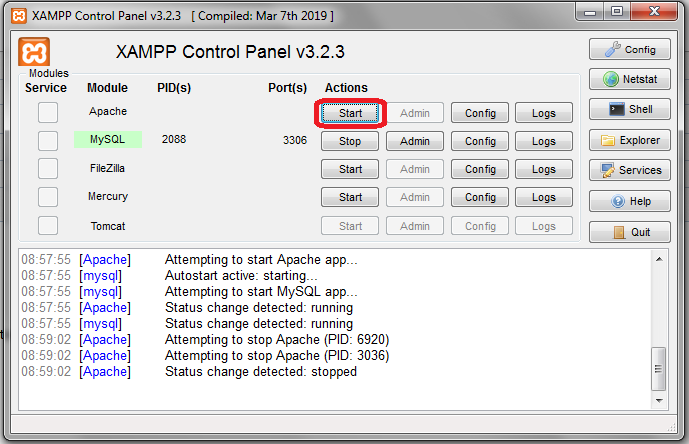 XAMPP Control Panel v3.2.3   [ Compiled: Mar 7th 2019 ]
XAMPP Control Panel v3.2.3
Config
Modules
Service Module PID(s) Port(s) Actions
Netstat
Apache Start Admin Config Logs
Shell
MySQL 2088 3306 Stop Admin Config Logs
Explorer
FileZilla Start Admin Config Logs
Services
Mercury Start Admin Config Logs
Help
Tomcat Start Admin Config Logs
Quit
08:57:55 [Apache] Attempting to start Apache app...
08:57:55 [mysql] Autostart active: starting...
08:57:55 [mysql] Attempting to start MySQL app...
08:57:55 [Apache] Status change detected: running
08:57:55 [mysql] Status change detected: running
08:59:02 [Apache] Attempting to stop Apache (PID: 6920)
08:59:02 [Apache] Attempting to stop Apache (PID: 3036)
08:59:02 [Apache] Status change detected: stopped